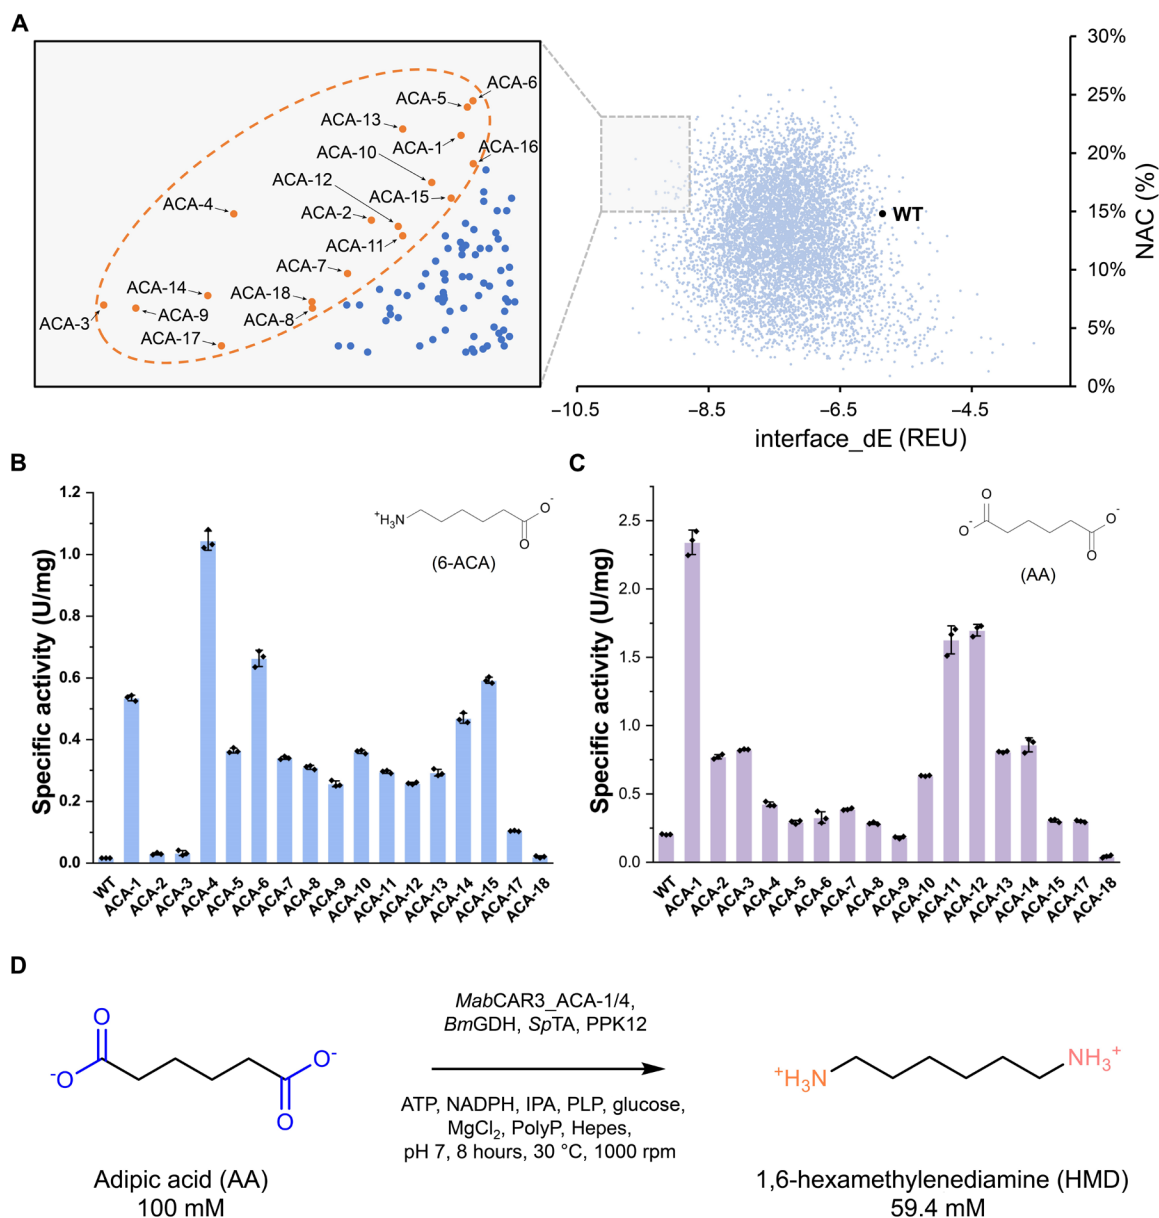 A
ACA-6
ACA-5
ACA-13
ACA-1
ACA-16
ACA-10
ACA-12
ACA-15
ACA-4
ACA-2
ACA-11
ACA-7
ACA-14
ACA-18
ACA-3
ACA-9
ACA-8
ACA-17
30%
25%
20%
15%
10%
5%
0%
NAC (%)
WT
−10.5 −8.5 −6.5 −4.5
interface_dE (REU)
B
Specific activity (U/mg)
1.2
1.0
0.8
0.6
0.4
0.2
0.0
+H3N
O-
O
(6-ACA)
WT ACA-1 ACA-2 ACA-3 ACA-4 ACA-5 ACA-6 ACA-7 ACA-8 ACA-9 ACA-10 ACA-11 ACA-12 ACA-13 ACA-14 ACA-15 ACA-17 ACA-18
C
Specific activity (U/mg)
2.5
2.0
1.5
1.0
0.5
0.0
O
-O
O-
O
(AA)
WT ACA-1 ACA-2 ACA-3 ACA-4 ACA-5 ACA-6 ACA-7 ACA-8 ACA-9 ACA-10 ACA-11 ACA-12 ACA-13 ACA-14 ACA-15 ACA-17 ACA-18
D
O
-O
O-
O
Adipic acid (AA)
100 mM
MabCAR3_ACA-1/4,
BmGDH, SpTA, PPK12
ATP, NADPH, IPA, PLP, glucose,
MgCl2, PolyP, Hepes,
pH 7, 8 hours, 30 °C, 1000 rpm
+H3N
NH3+
1,6-hexamethylenediamine (HMD)
59.4 mM